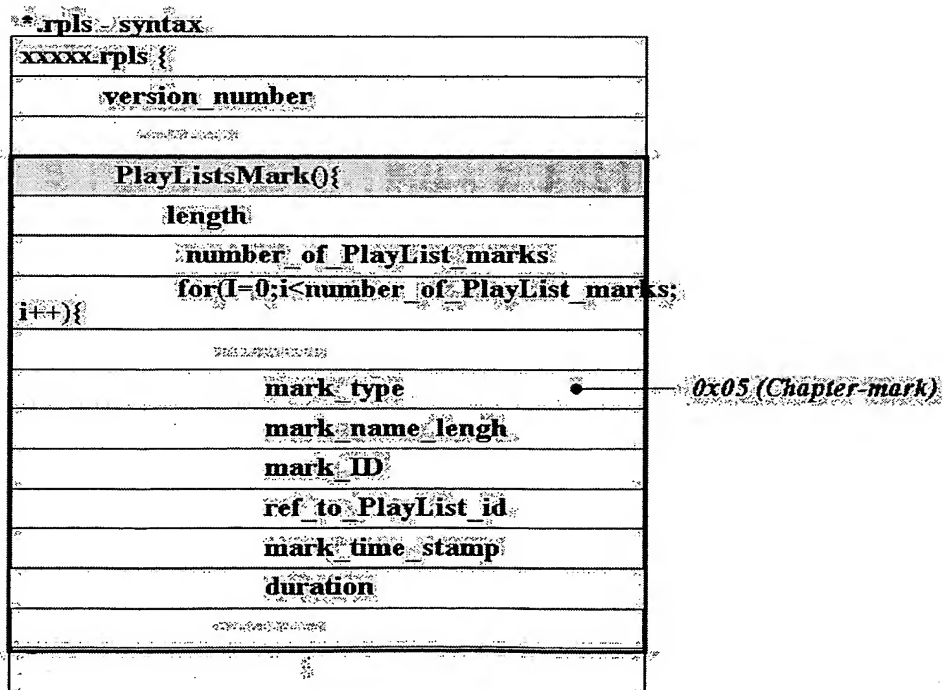 *.rpls - syntax
xxxxx.rpls {
version_number
PlayListsMark(){
length
number_of_PlayList_marks
for(I=0;i<number_of_PlayList_marks;
i++){
mark_type
0x05 (Chapter-mark)
mark_name_lengh
mark_ID
ref_to_PlayList_id
mark_time_stamp
duration
}